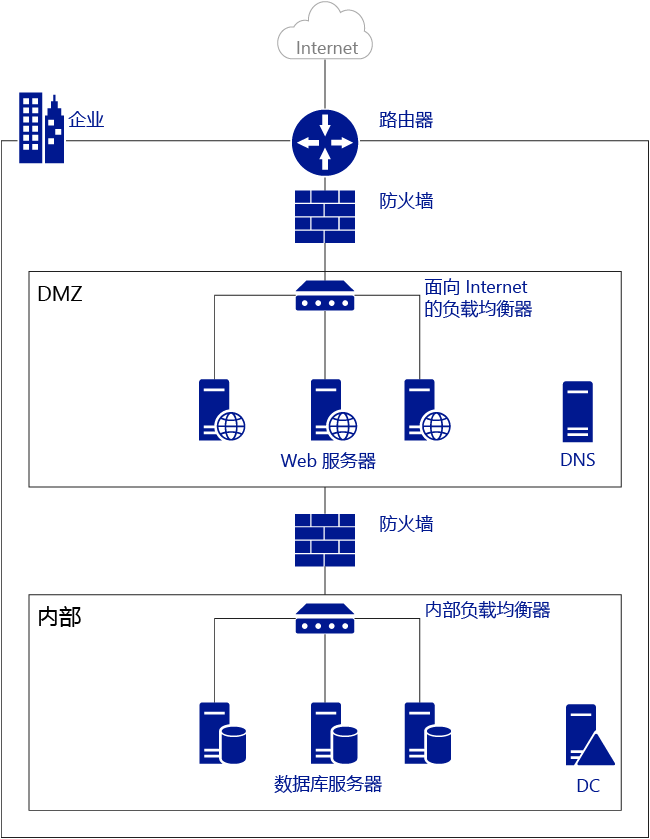 Internet
企业
路由器
防火墙
DMZ
面向 Internet
的负载均衡器
Web 服务器
DNS
防火墙
内部
内部负载均衡器
数据库服务器
DC